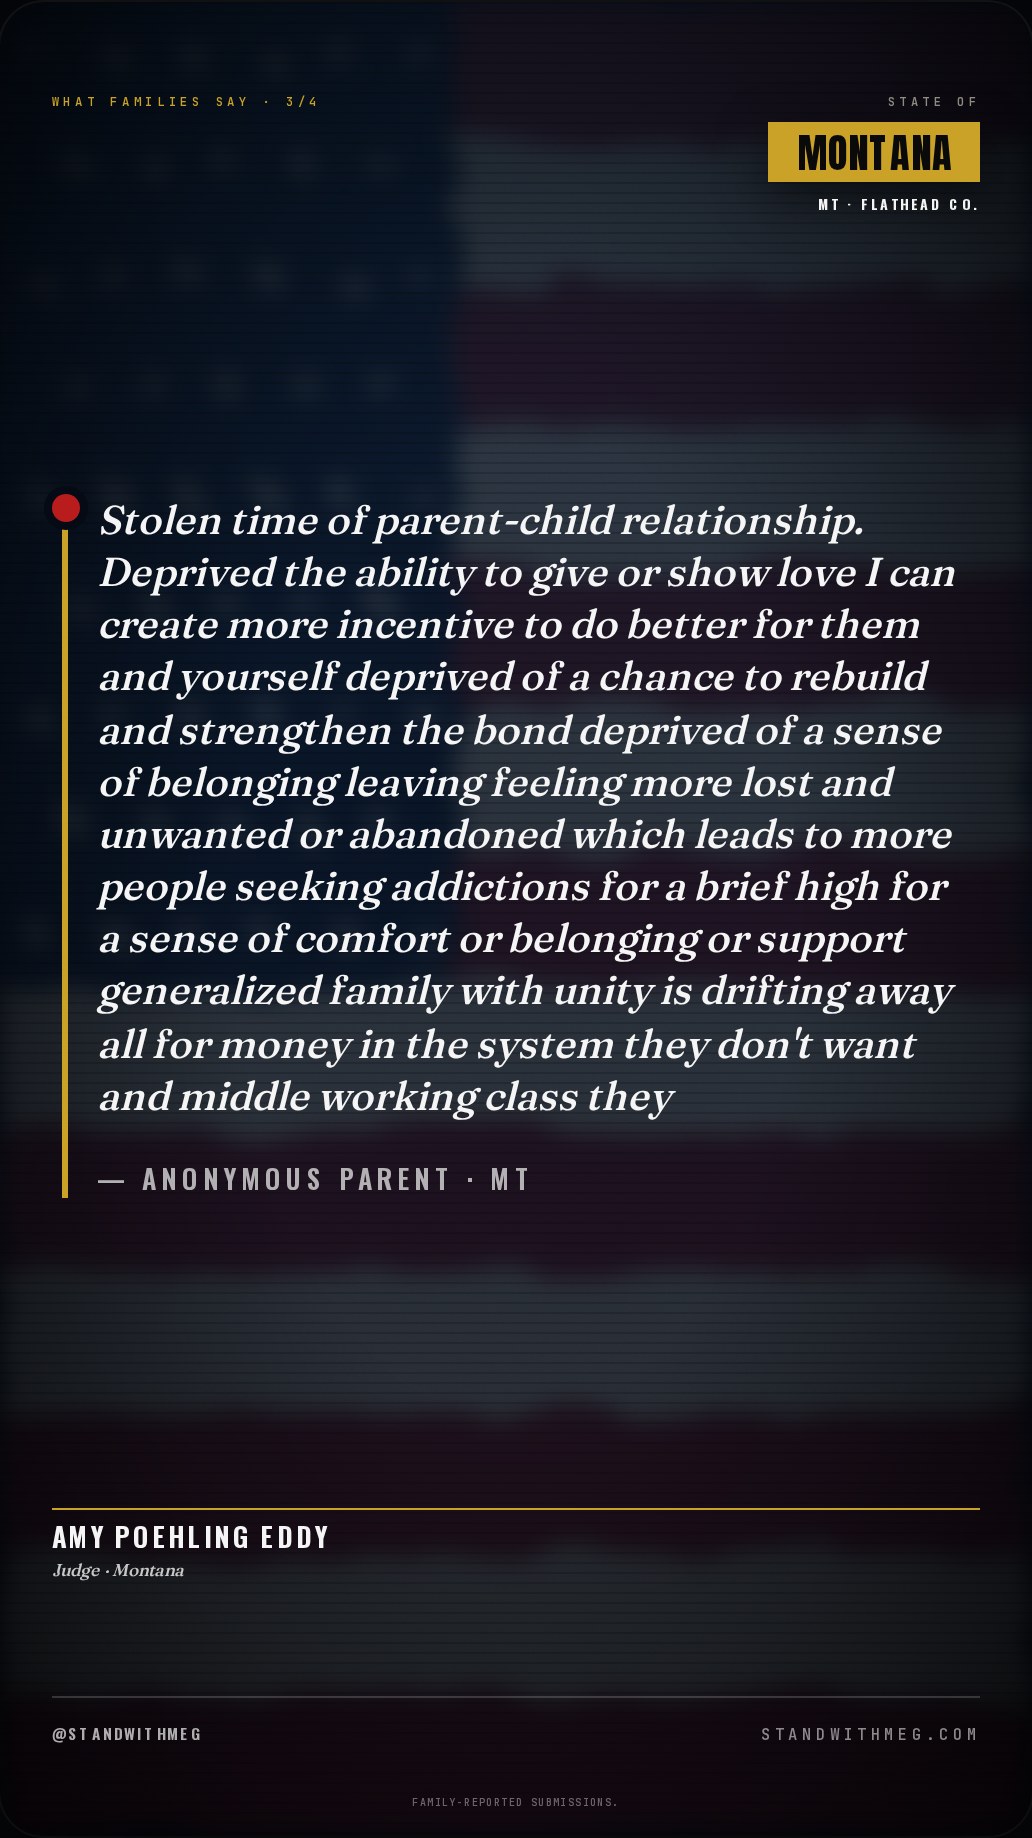 WHAT FAMILIES SAY · 3/4
STATE OF
MONTANA
MT · FLATHEAD CO.
Stolen time of parent-child relationship.
Deprived the ability to give or show love I can
create more incentive to do better for them
and yourself deprived of a chance to rebuild
and strengthen the bond deprived of a sense
of belonging leaving feeling more lost and
unwanted or abandoned which leads to more
people seeking addictions for a brief high for
a sense of comfort or belonging or support
generalized family with unity is drifting away
all for money in the system they don't want
and middle working class they
— ANONYMOUS PARENT · MT
AMY POEHLING EDDY
Judge · Montana
@STANDWITHMEG
STANDWITHMEG.COM
FAMILY-REPORTED SUBMISSIONS.